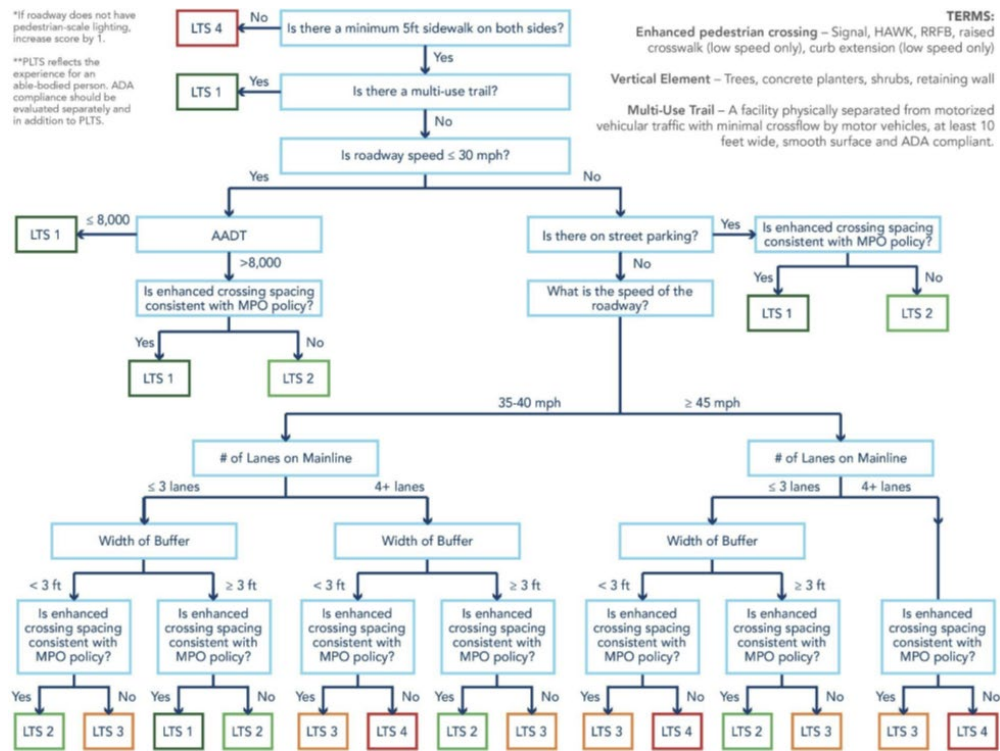 *If roadway does not have
pedestrian-scale lighting,
increase score by 1.
**PLTS reflects the
experience for an
able-bodied person. ADA
compliance should be
evaluated separately and
in addition to PLTS.
TERMS:
Enhanced pedestrian crossing – Signal, HAWK, RRFB, raised
crosswalk (low speed only), curb extension (low speed only)
Vertical Element – Trees, concrete planters, shrubs, retaining wall
Multi-Use Trail – A facility physically separated from motorized
vehicular traffic with minimal crossflow by motor vehicles, at least 10
feet wide, smooth surface and ADA compliant.
LTS 4
No
Is there a minimum 5ft sidewalk on both sides?
Yes
LTS 1
Yes
Is there a multi-use trail?
No
Is roadway speed ≤ 30 mph?
Yes
No
LTS 1
≤ 8,000
AADT
>8,000
Is enhanced crossing spacing
consistent with MPO policy?
Yes
No
LTS 1
LTS 2
Is there on street parking?
Yes
Is enhanced crossing spacing
consistent with MPO policy?
Yes
No
LTS 1
LTS 2
No
What is the speed of the
roadway?
35-40 mph
≥ 45 mph
# of Lanes on Mainline
# of Lanes on Mainline
≤ 3 lanes
4+ lanes
≤ 3 lanes
4+ lanes
Width of Buffer
Width of Buffer
Width of Buffer
< 3 ft
≥ 3 ft
< 3 ft
≥ 3 ft
< 3 ft
≥ 3 ft
Is enhanced
crossing spacing
consistent with
MPO policy?
Is enhanced
crossing spacing
consistent with
MPO policy?
Is enhanced
crossing spacing
consistent with
MPO policy?
Is enhanced
crossing spacing
consistent with
MPO policy?
Is enhanced
crossing spacing
consistent with
MPO policy?
Is enhanced
crossing spacing
consistent with
MPO policy?
Is enhanced
crossing spacing
consistent with
MPO policy?
Yes
No
Yes
No
Yes
No
Yes
No
Yes
No
Yes
No
Yes
No
LTS 2
LTS 3
LTS 1
LTS 2
LTS 3
LTS 4
LTS 2
LTS 3
LTS 3
LTS 4
LTS 2
LTS 3
LTS 3
LTS 4